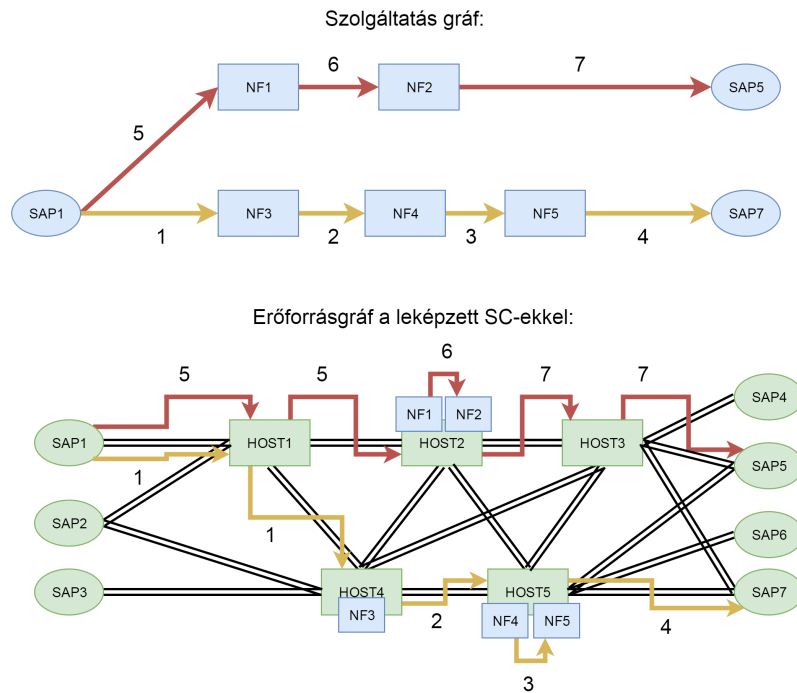 Szolgáltatás gráf:
6
7
NF1
NF2
SAP5
5
SAP1
NF3
NF4
NF5
SAP7
1
2
3
4
Erőforrásgráf a leképzett SC-ekkel:
6
5
5
7
7
SAP4
NF1
NF2
SAP1
HOST1
HOST2
HOST3
SAP5
1
SAP2
1
SAP6
SAP3
HOST4
HOST5
SAP7
NF3
2
NF4
NF5
4
3